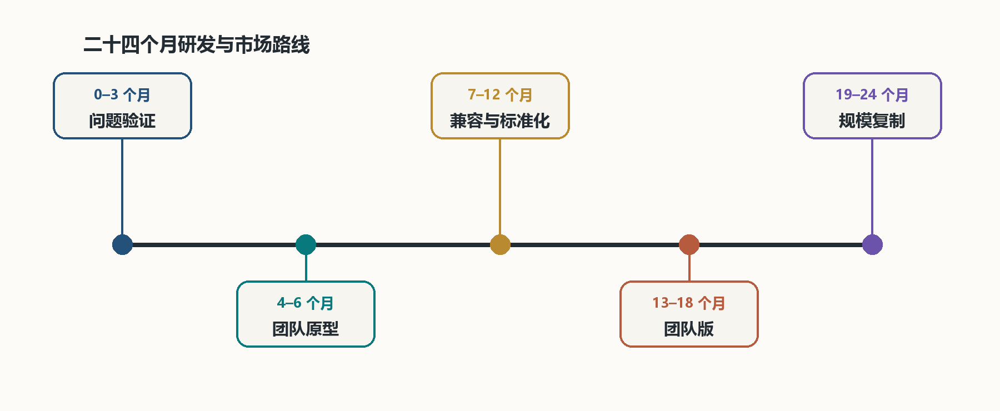 二十四个月研发与市场路线
0–3 个月
问题验证
4–6 个月
团队原型
7–12 个月
兼容与标准化
13–18 个月
团队版
19–24 个月
规模复制